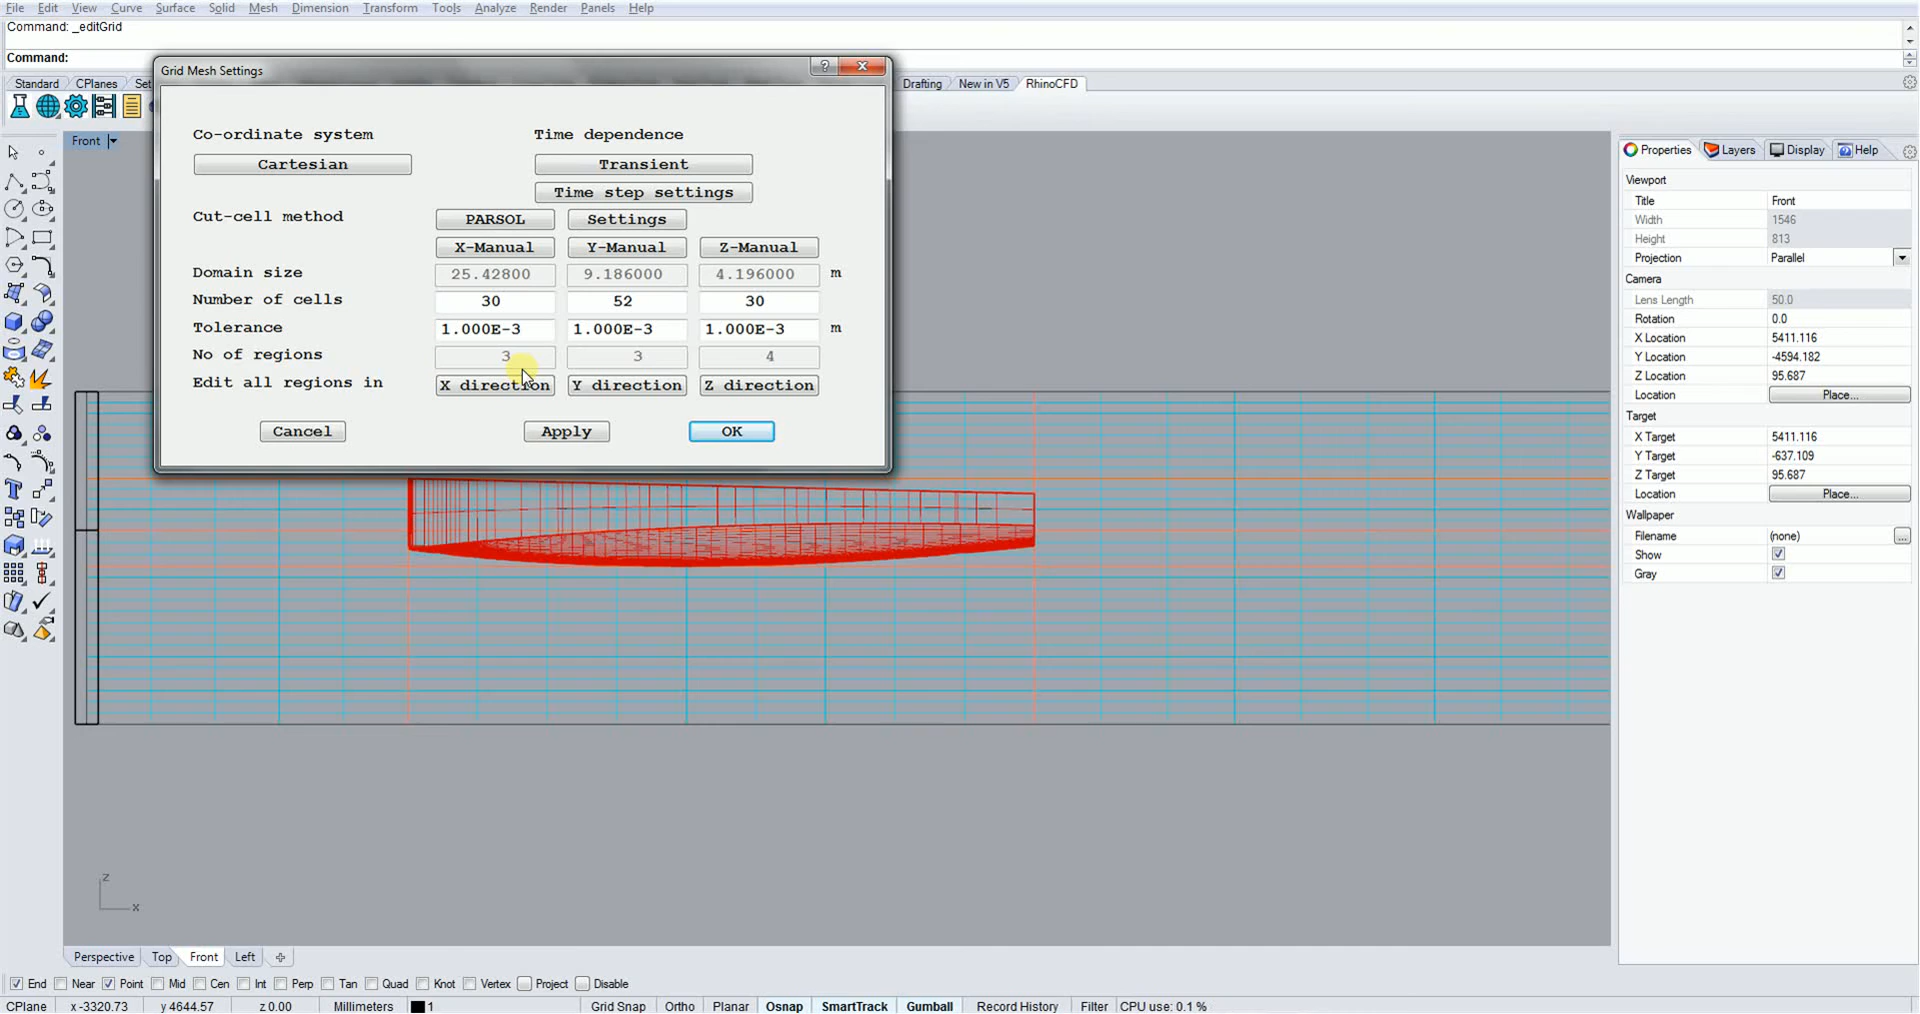 File Edit View Curve Surface Solid Mesh Dimension Transform Tools Analyze Render Panels Help
Command: _editGrid
Command:
Standard CPlanes Set Drafting New in V5 RhinoCFD
Grid Mesh Settings
?
Co-ordinate system Time dependence
Cartesian Transient
Time step settings
Cut-cell method PARSOL Settings
X-Manual Y-Manual Z-Manual
Domain size 25.42800 9.186000 4.196000 m
Number of cells 30 52 30
Tolerance 1.000E-3 1.000E-3 1.000E-3 m
No of regions 3 3 4
Edit all regions in X direction Y direction Z direction
Cancel Apply OK
Front
Properties Layers Display Help
Viewport
Title Front
Width 1546
Height 813
Projection Parallel
Camera
Lens Length 50.0
Rotation 0.0
X Location 5411.116
Y Location -4594.182
Z Location 95.687
Location Place...
Target
X Target 5411.116
Y Target -637.109
Z Target 95.687
Location Place...
Wallpaper
Filename (none) ...
Show
Gray
z
x
Perspective Top Front Left
End Near Point Mid Cen Int Perp Tan Quad Knot Vertex Project Disable
CPlane x -3320.73 y 4644.57 z 0.00 Millimeters 1 Grid Snap Ortho Planar Osnap SmartTrack Gumball Record History Filter CPU use: 0.1 %